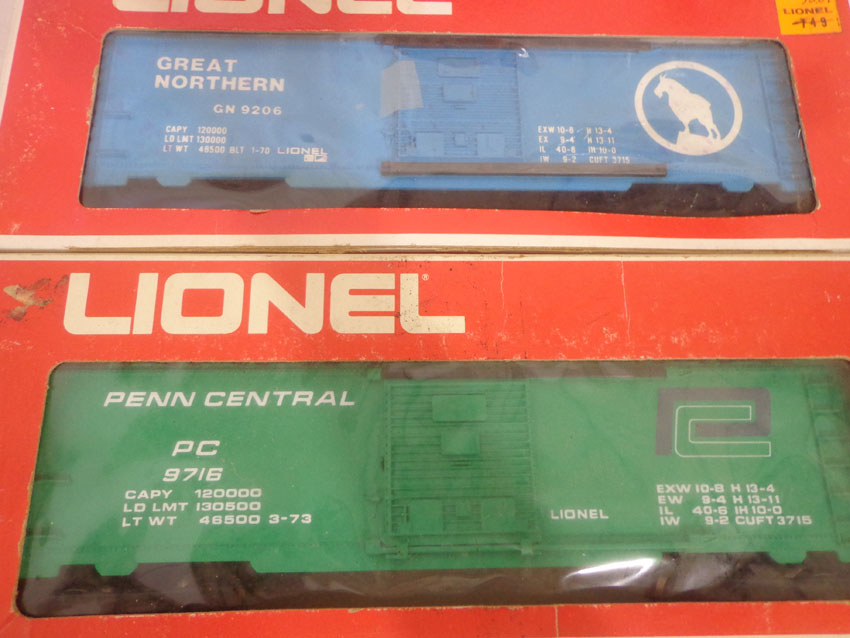 LIONEL
LIONEL
749
GREAT
NORTHERN
GN 9206
CAPY 120000
LD LMT 130000
LT WT 46500 BLT 1-70 LIONEL
EXW 10-8 H 13-4
EX 9-4 H 13-11
IL 40-6 IH 10-0
IW 9-2 CUFT 3715
LIONEL®
PENN CENTRAL
PC
9716
CAPY 120000
LD LMT 130500
LT WT 46500 3-73
LIONEL
EXW 10-8 H 13-4
EW 9-4 H 13-11
IL 40-6 IH 10-0
IW 9-2 CUFT 3715